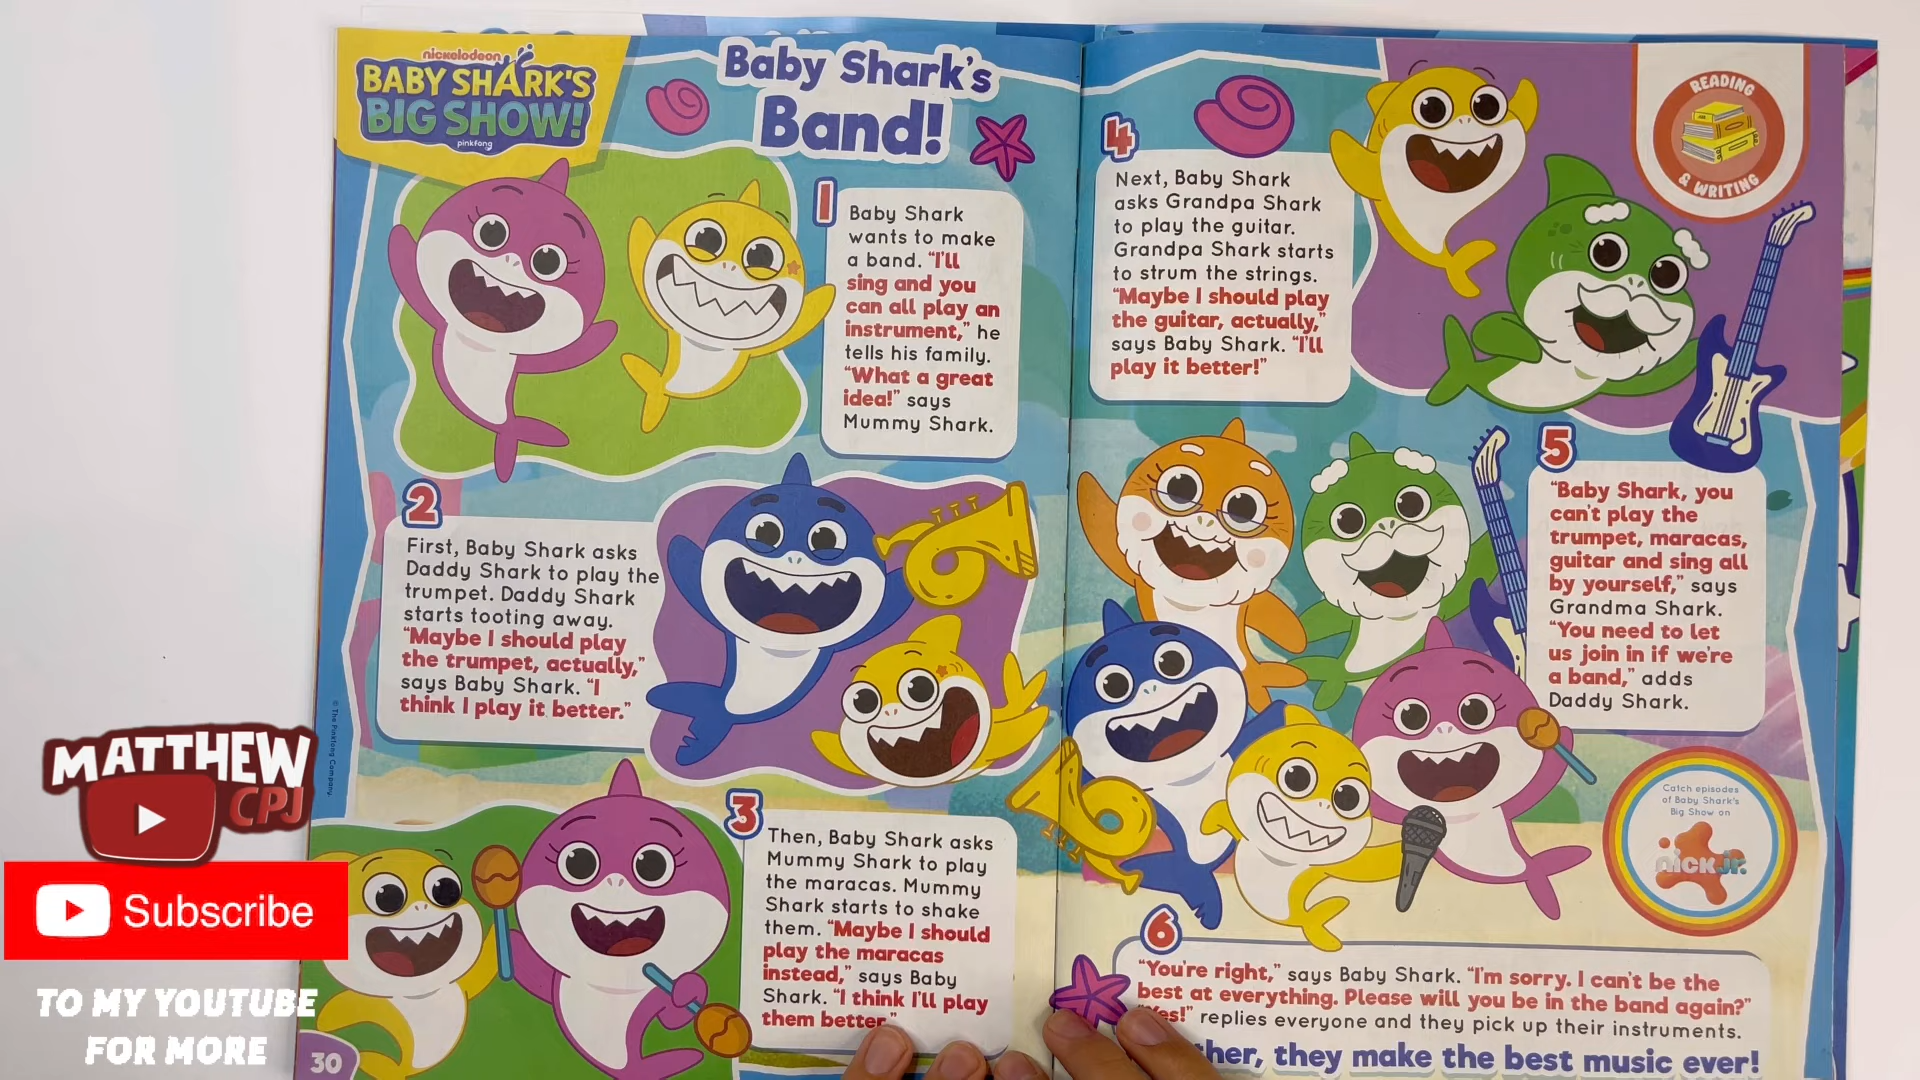 nickelodeon
BABY SHARK'S
BIG SHOW!
pinkfong
Baby Shark's
Band!
1
Baby Shark
wants to make
a band. "I'll
sing and you
can all play an
instrument," he
tells his family.
"What a great
idea!" says
Mummy Shark.
2
First, Baby Shark asks
Daddy Shark to play the
trumpet. Daddy Shark
starts tooting away.
"Maybe I should play
the trumpet, actually,"
says Baby Shark. "I
think I play it better."
3
Then, Baby Shark asks
Mummy Shark to play
the maracas. Mummy
Shark starts to shake
them. "Maybe I should
play the maracas
instead," says Baby
Shark. "I think I'll play
them better."
© The Pinkfong Company.
30
4
Next, Baby Shark
asks Grandpa Shark
to play the guitar.
Grandpa Shark starts
to strum the strings.
"Maybe I should play
the guitar, actually,"
says Baby Shark. "I'll
play it better!"
READING
& WRITING
5
"Baby Shark, you
can't play the
trumpet, maracas,
guitar and sing all
by yourself," says
Grandma Shark.
"You need to let
us join in if we're
a band," adds
Daddy Shark.
Catch episodes
of Baby Shark's
Big Show on
nick jr.
6
"You're right," says Baby Shark. "I'm sorry. I can't be the
best at everything. Please will you be in the band again?"
"Yes!" replies everyone and they pick up their instruments.
they make the best music ever!
MATTHEW
CPJ
Subscribe
TO MY YOUTUBE
FOR MORE